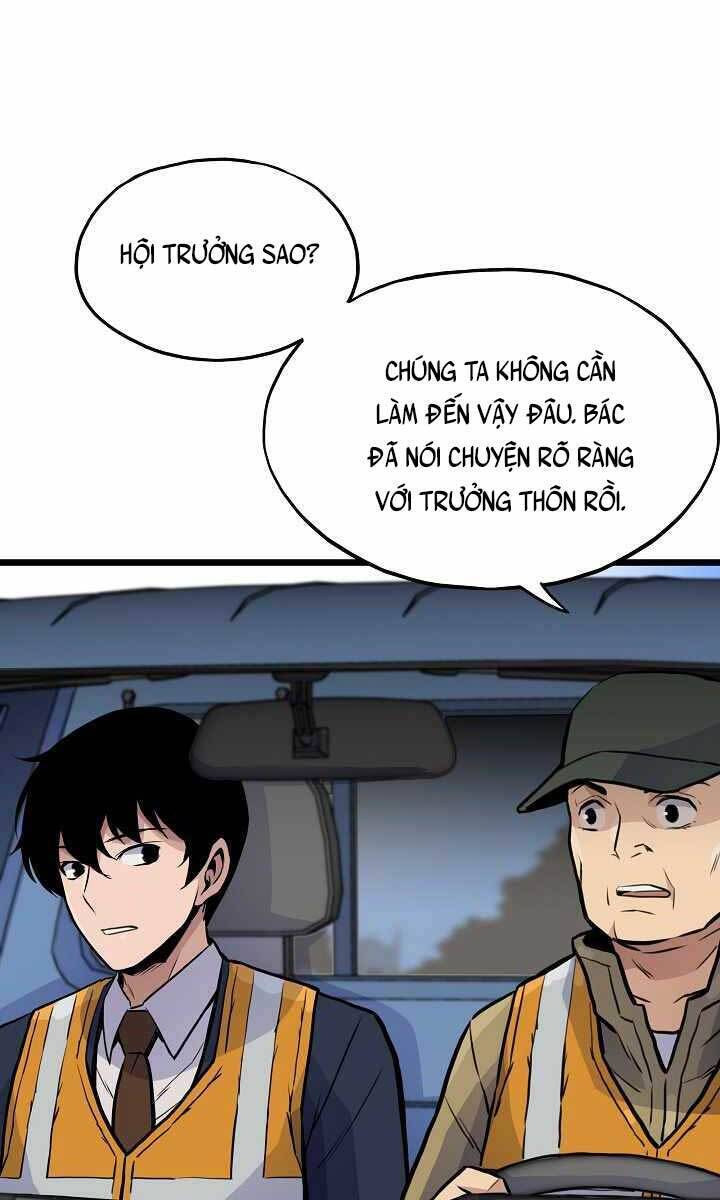 HỘI TRƯỞNG SAO?
CHÚNG TA KHÔNG CẦN
LÀM ĐẾN VẬY ĐÂU. BÁC
ĐÃ NÓI CHUYỆN RÕ RÀNG
VỚI TRƯỞNG THÔN RỒI.